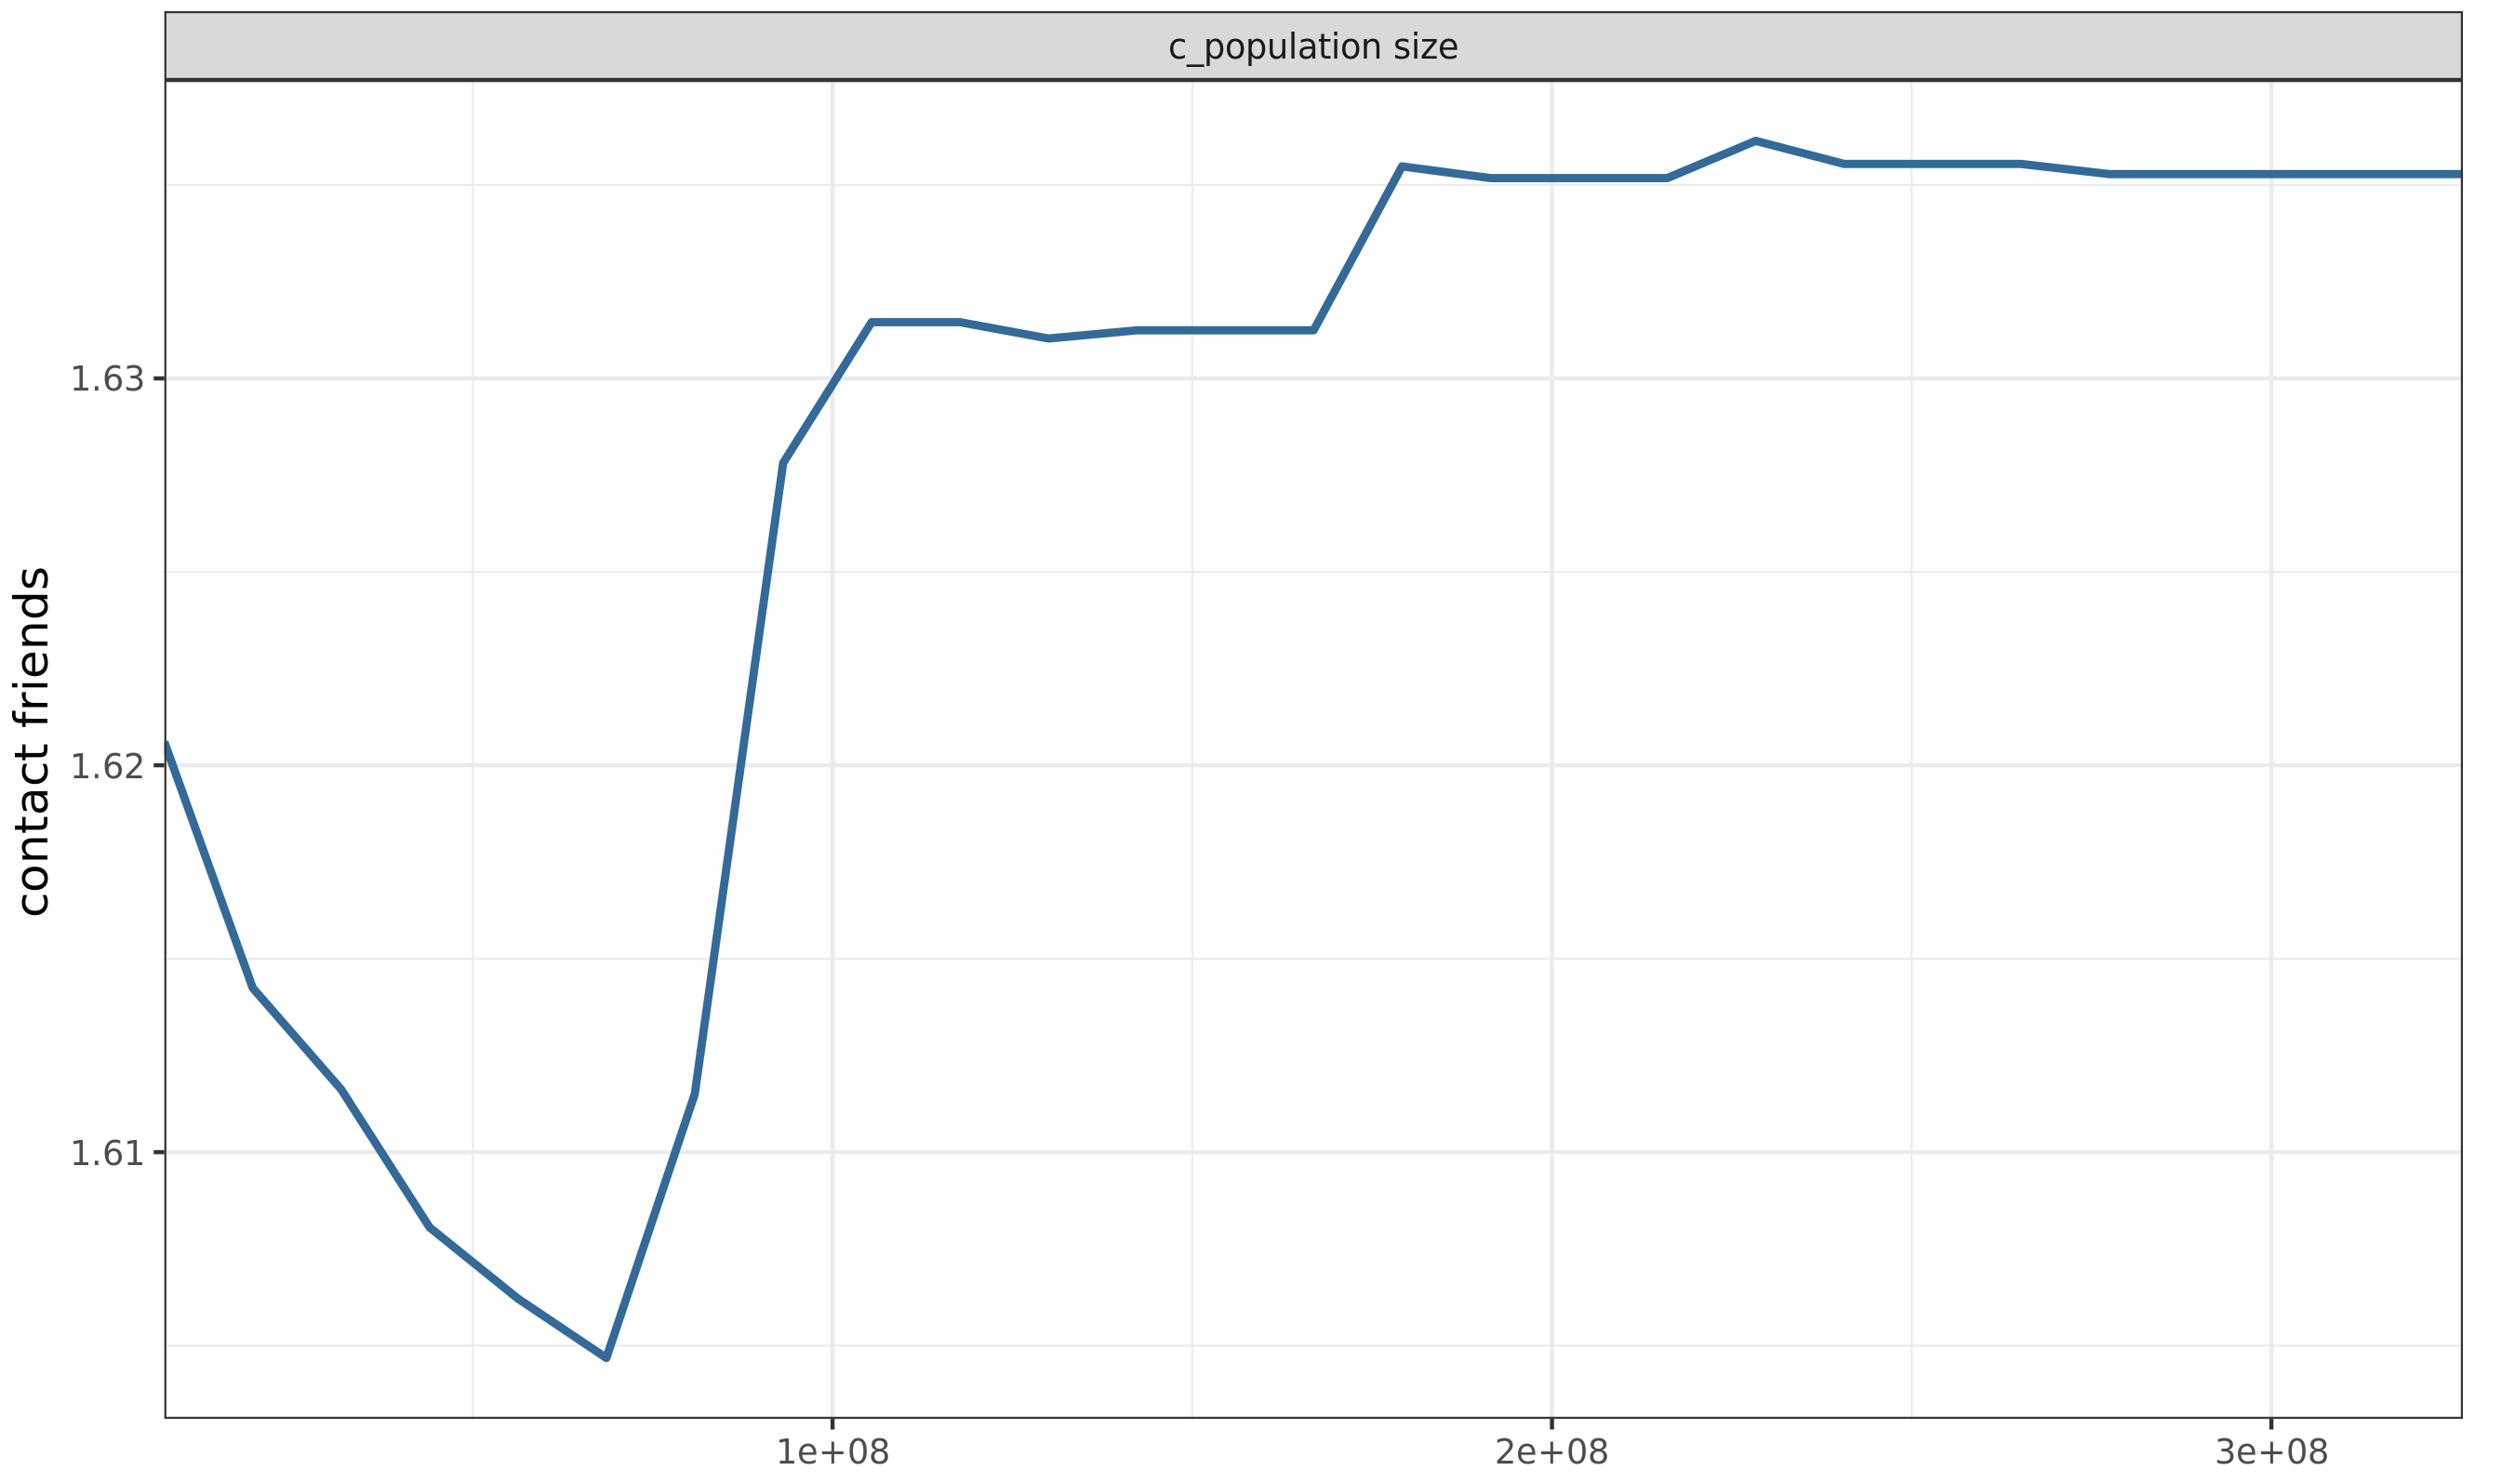 c_population size
contact friends
1.63
1.62
1.61
1e+08
2e+08
3e+08